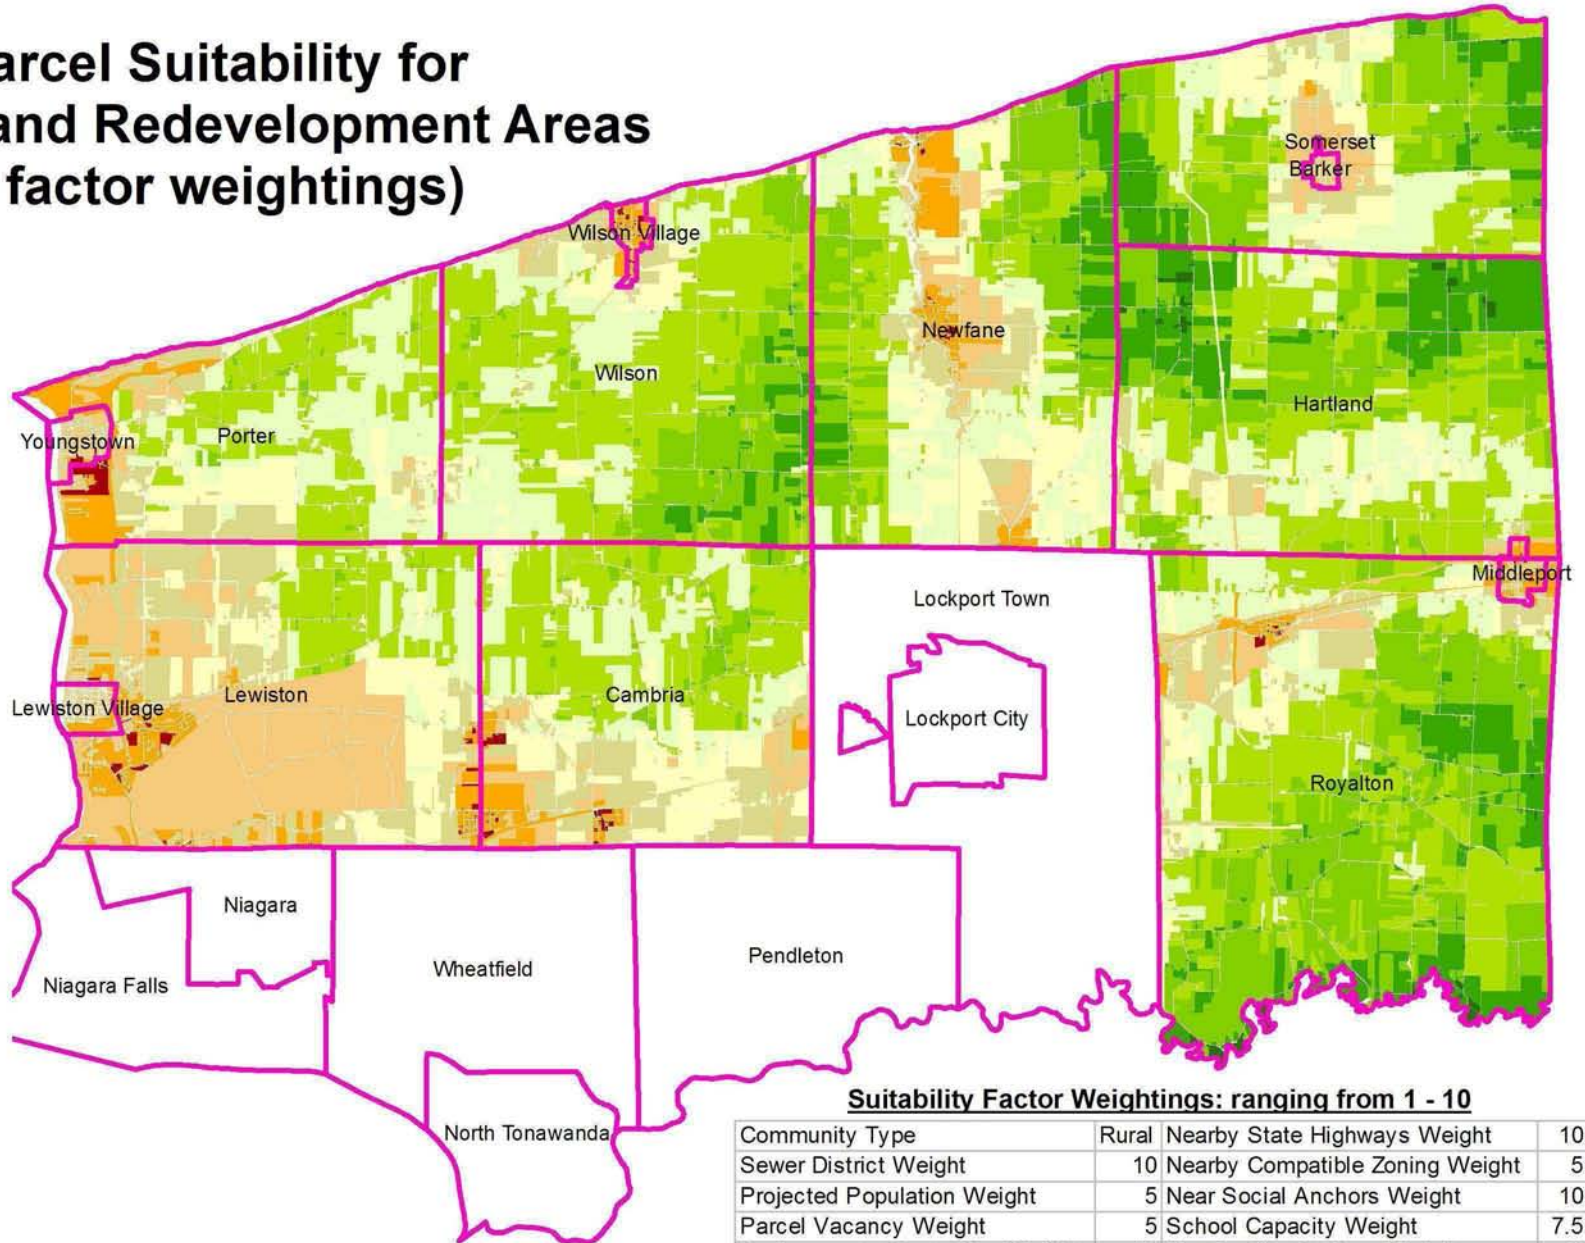 arcel Suitability for
and Redevelopment Areas
factor weightings)
Somerset
Barker
Wilson Village
Newfane
Wilson
Hartland
Youngstown
Porter
Middleport
Lockport Town
Lewiston Village
Lewiston
Cambria
Lockport City
Royalton
Niagara
Niagara Falls
Wheatfield
Pendleton
North Tonawanda
Suitability Factor Weightings: ranging from 1 - 10
Community Type Rural Nearby State Highways Weight 10
Sewer District Weight 10 Nearby Compatible Zoning Weight 5
Projected Population Weight 5 Near Social Anchors Weight 10
Parcel Vacancy Weight 5 School Capacity Weight 7.5